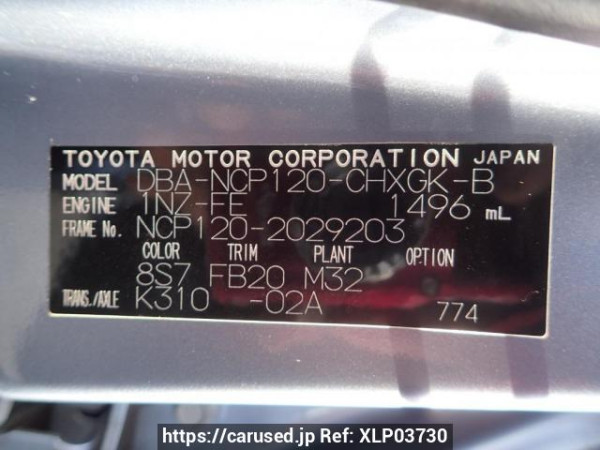 TOYOTA MOTOR CORPORATION JAPAN
MODEL DBA-NCP120-CHXGK-B
ENGINE 1NZ-FE 1496 mL
FRAME No. NCP120-2029203
COLOR TRIM PLANT OPTION
8S7 FB20 M32
TRANS./AXLE K310 -02A 774
https://carused.jp Ref: XLP03730